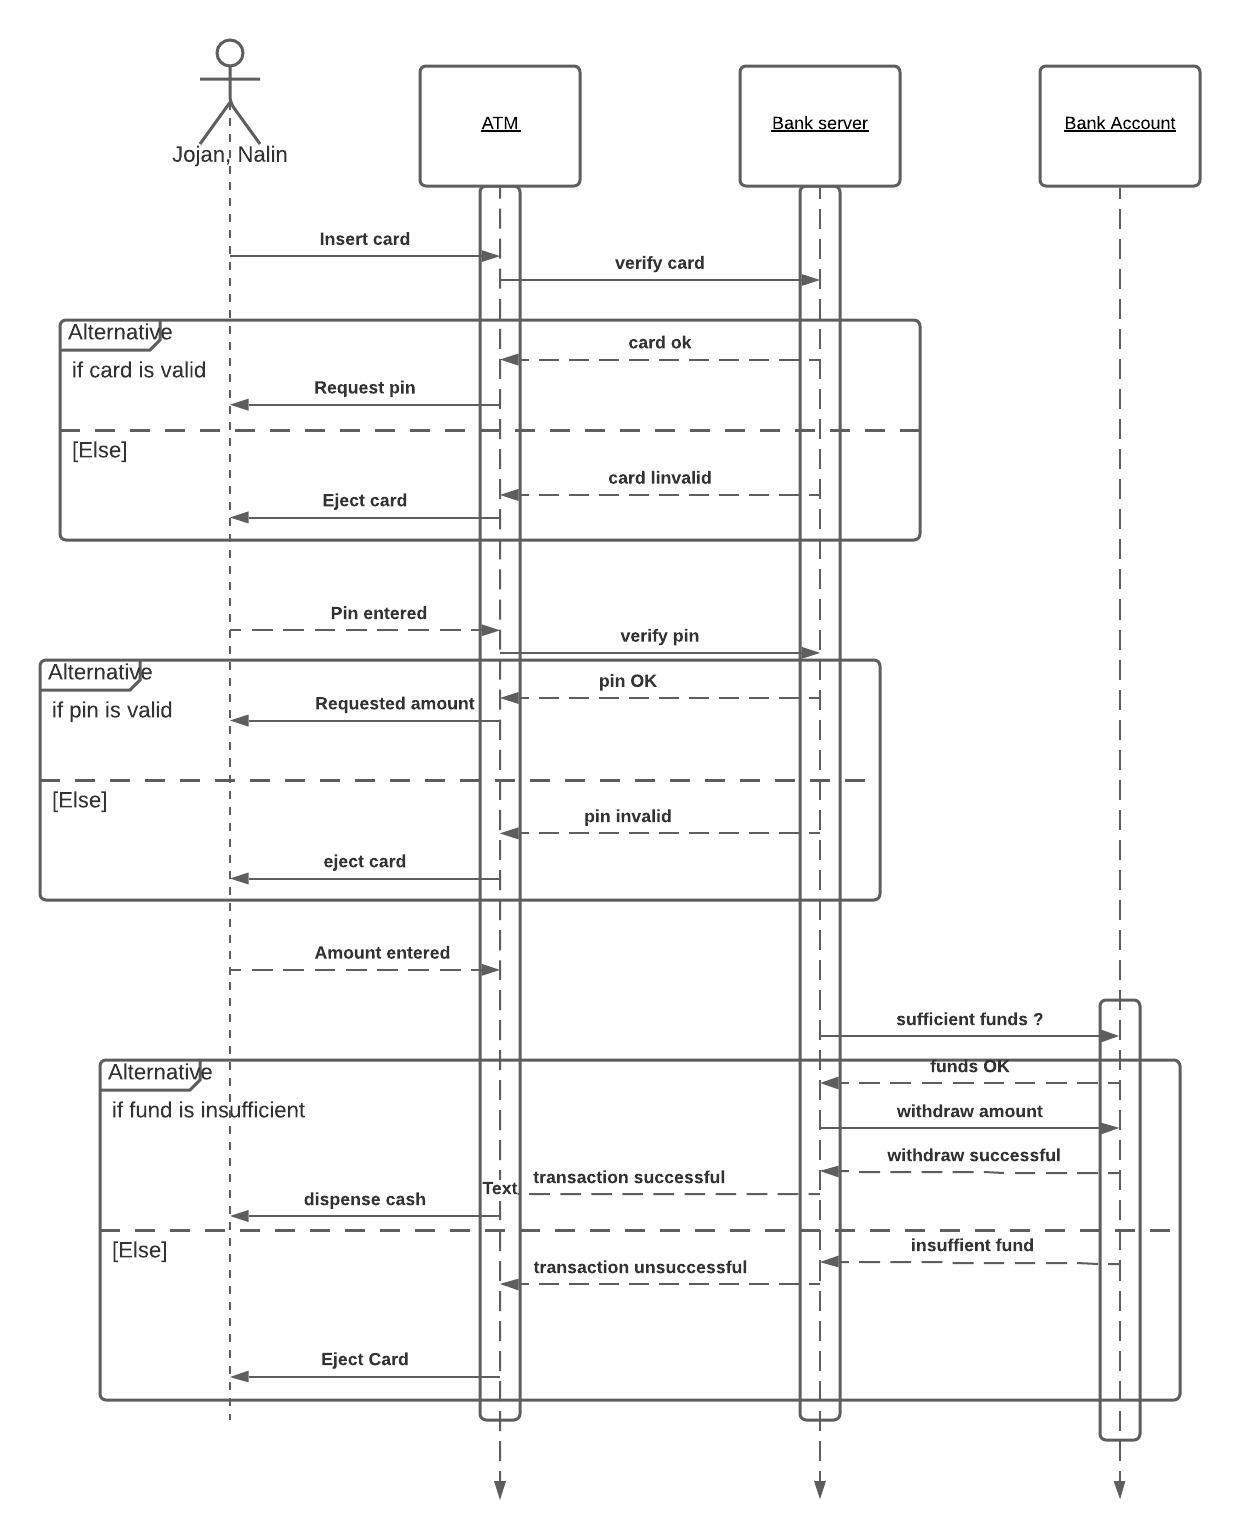 Jojan, Nalin
ATM
Bank server
Bank Account
Insert card
verify card
Alternative
card ok
if card is valid
Request pin
[Else]
card linvalid
Eject card
Pin entered
verify pin
Alternative
pin OK
if pin is valid
Requested amount
[Else]
pin invalid
eject card
Amount entered
sufficient funds ?
Alternative
funds OK
if fund is insufficient
withdraw amount
withdraw successful
transaction successful
Text
dispense cash
[Else]
insuffient fund
transaction unsuccessful
Eject Card